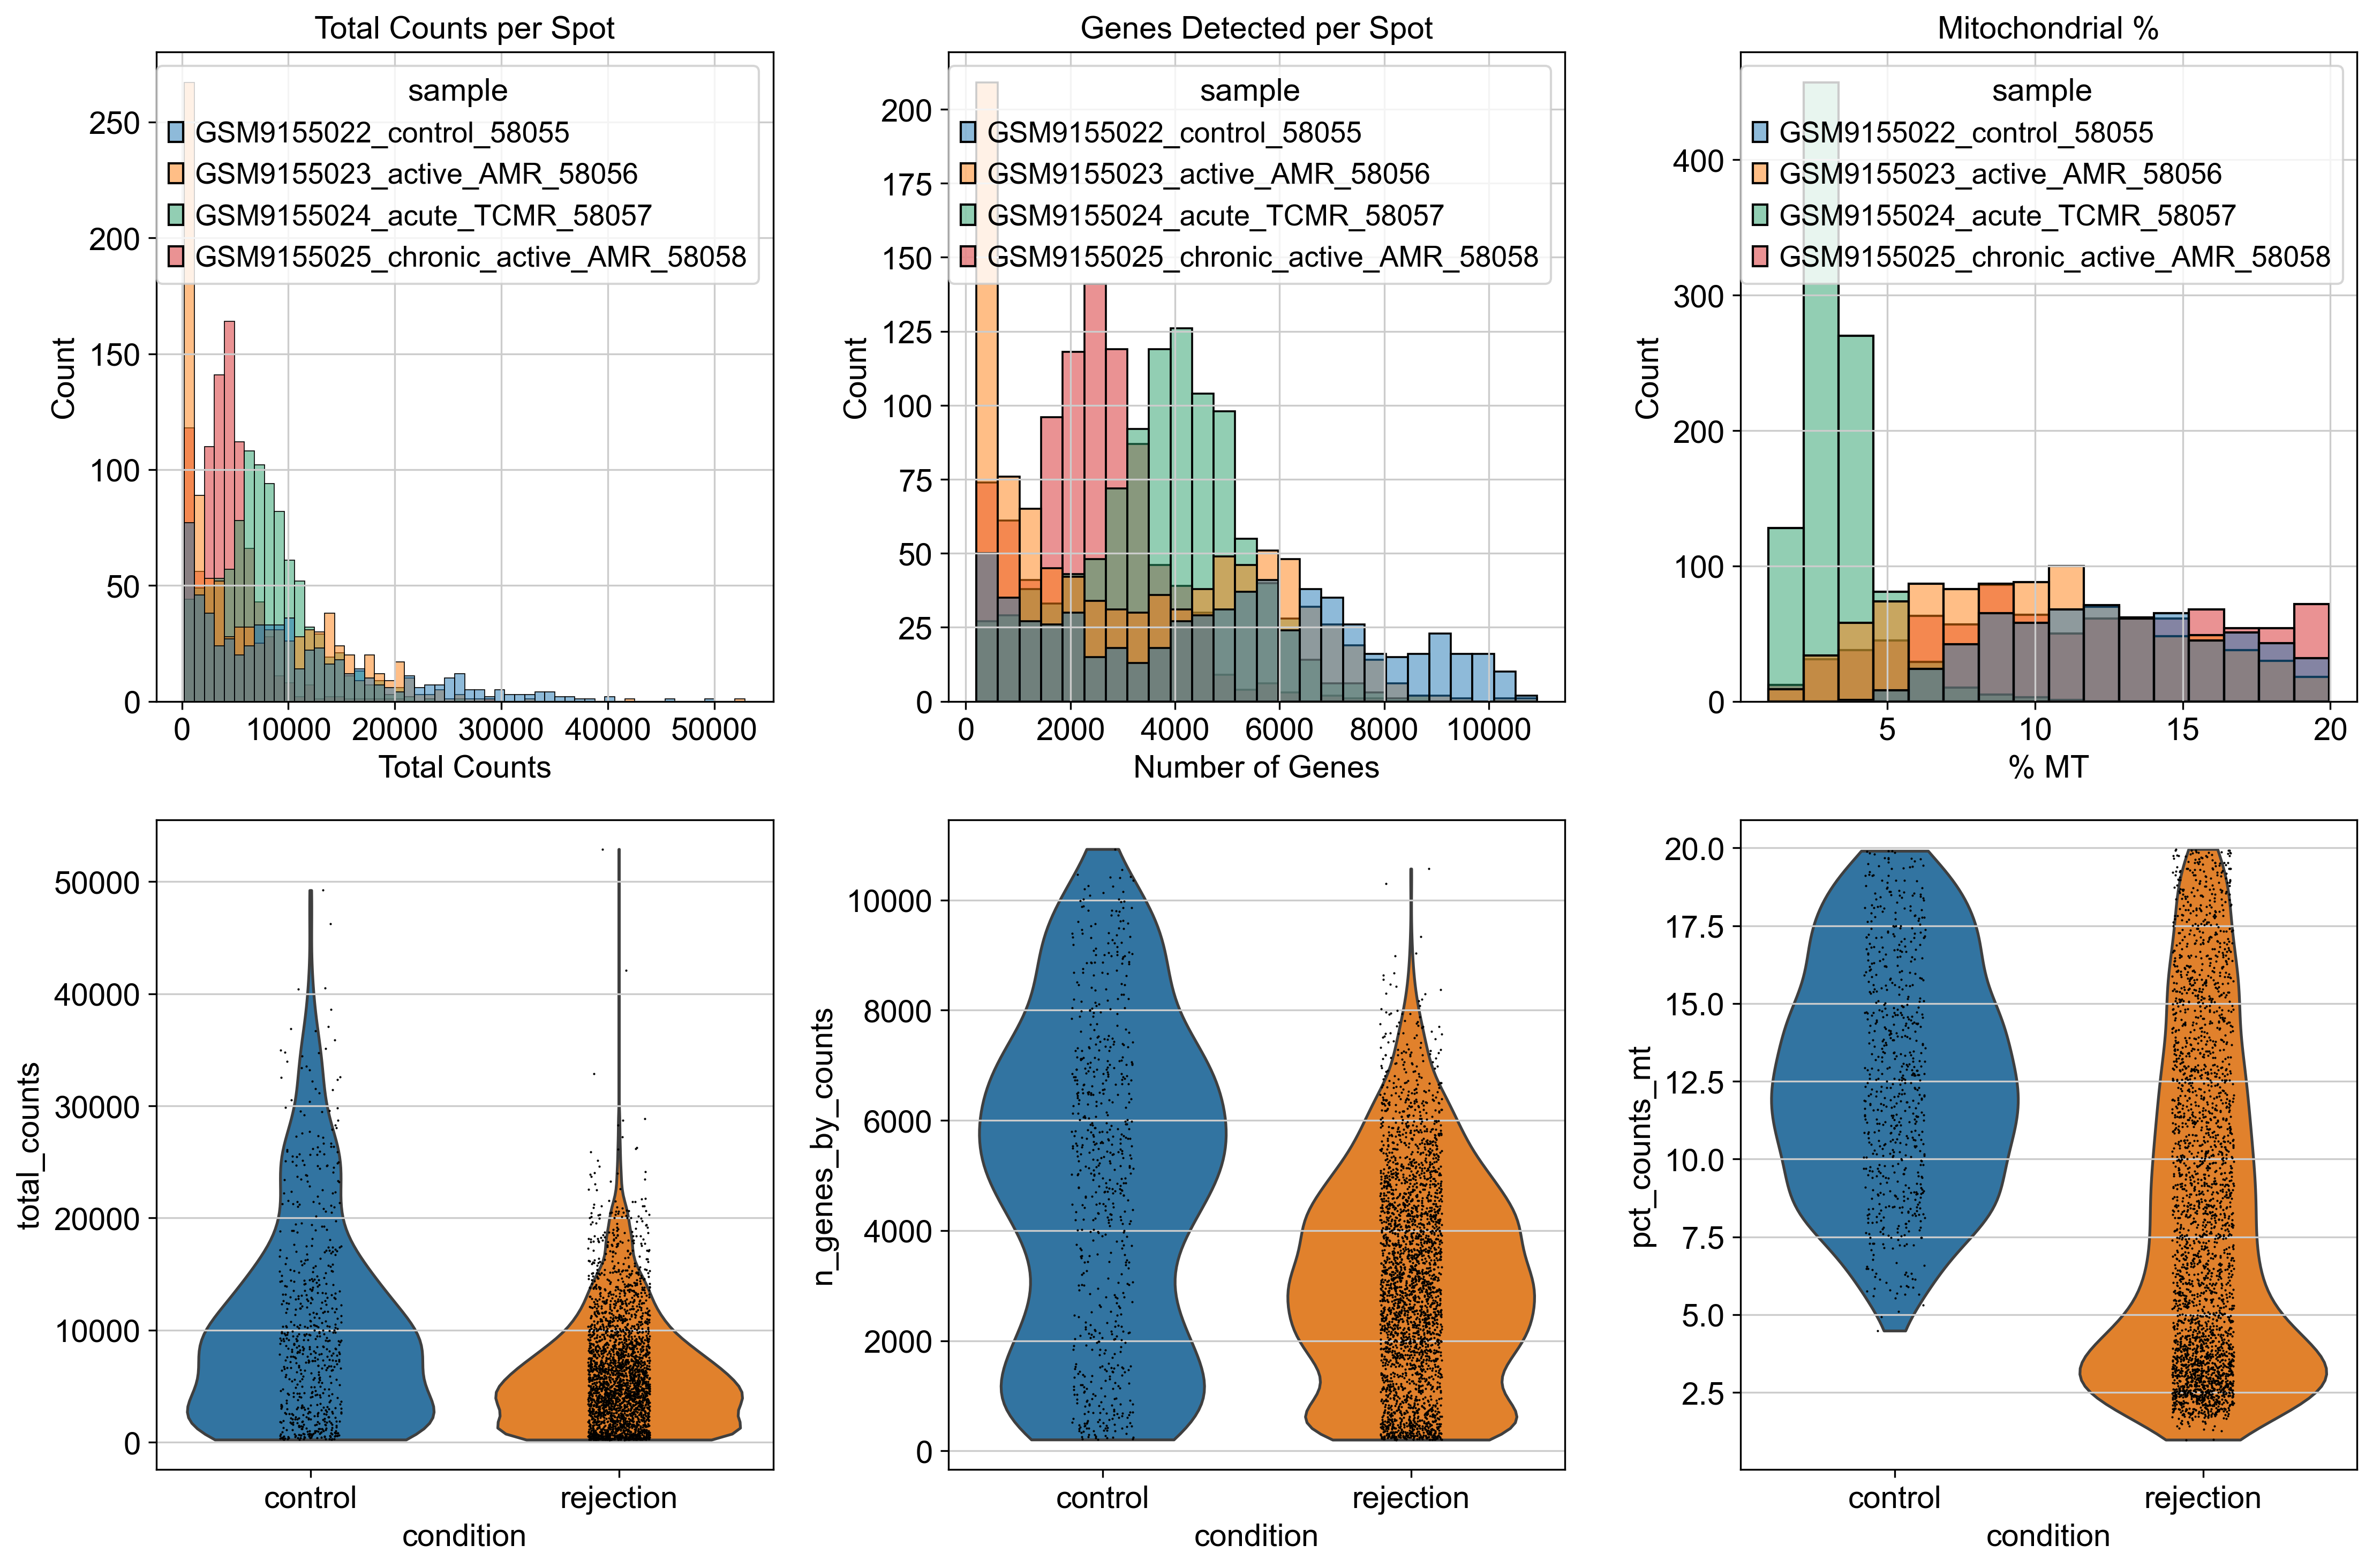 Total Counts per Spot
sample
GSM9155022_control_58055
GSM9155023_active_AMR_58056
GSM9155024_acute_TCMR_58057
GSM9155025_chronic_active_AMR_58058
Count
250
200
150
100
50
0
0 10000 20000 30000 40000 50000
Total Counts
Genes Detected per Spot
sample
GSM9155022_control_58055
GSM9155023_active_AMR_58056
GSM9155024_acute_TCMR_58057
GSM9155025_chronic_active_AMR_58058
Count
200
175
150
125
100
75
50
25
0
0 2000 4000 6000 8000 10000
Number of Genes
Mitochondrial %
sample
GSM9155022_control_58055
GSM9155023_active_AMR_58056
GSM9155024_acute_TCMR_58057
GSM9155025_chronic_active_AMR_58058
Count
400
300
200
100
0
5 10 15 20
% MT
total_counts
50000
40000
30000
20000
10000
0
control rejection
condition
n_genes_by_counts
10000
8000
6000
4000
2000
0
control rejection
condition
pct_counts_mt
20.0
17.5
15.0
12.5
10.0
7.5
5.0
2.5
control rejection
condition